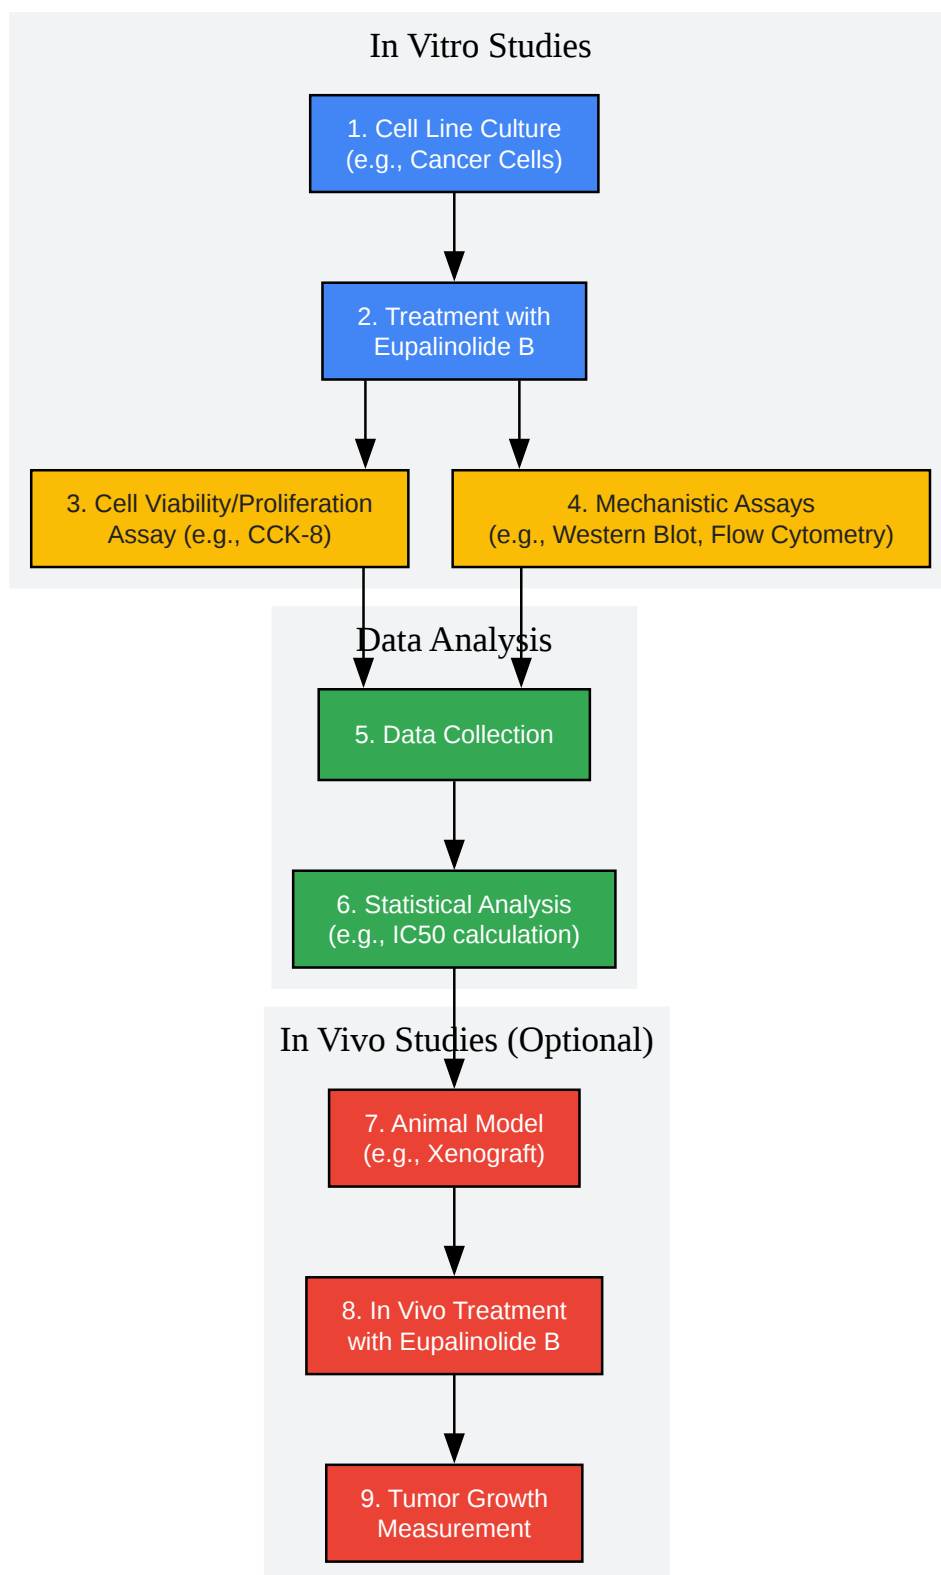 In Vitro Studies
1. Cell Line Culture
(e.g., Cancer Cells)
2. Treatment with
Eupalinolide B
3. Cell Viability/Proliferation
Assay (e.g., CCK-8)
4. Mechanistic Assays
(e.g., Western Blot, Flow Cytometry)
Data Analysis
5. Data Collection
6. Statistical Analysis
(e.g., IC50 calculation)
In Vivo Studies (Optional)
7. Animal Model
(e.g., Xenograft)
8. In Vivo Treatment
with Eupalinolide B
9. Tumor Growth
Measurement